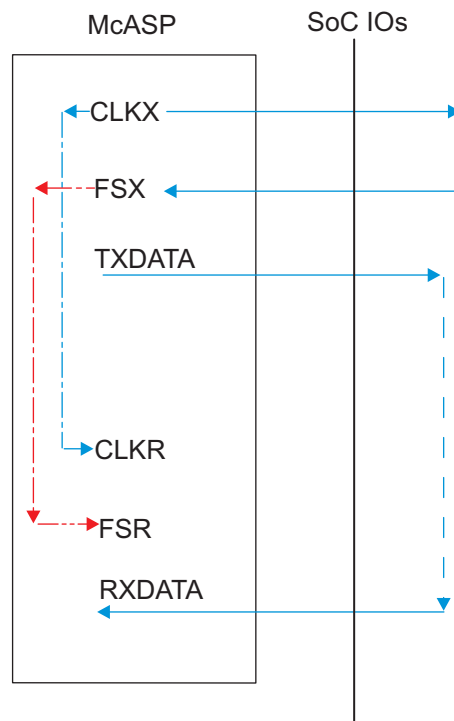 McASP
SoC IOs
CLKX
FSX
TXDATA
CLKR
FSR
RXDATA